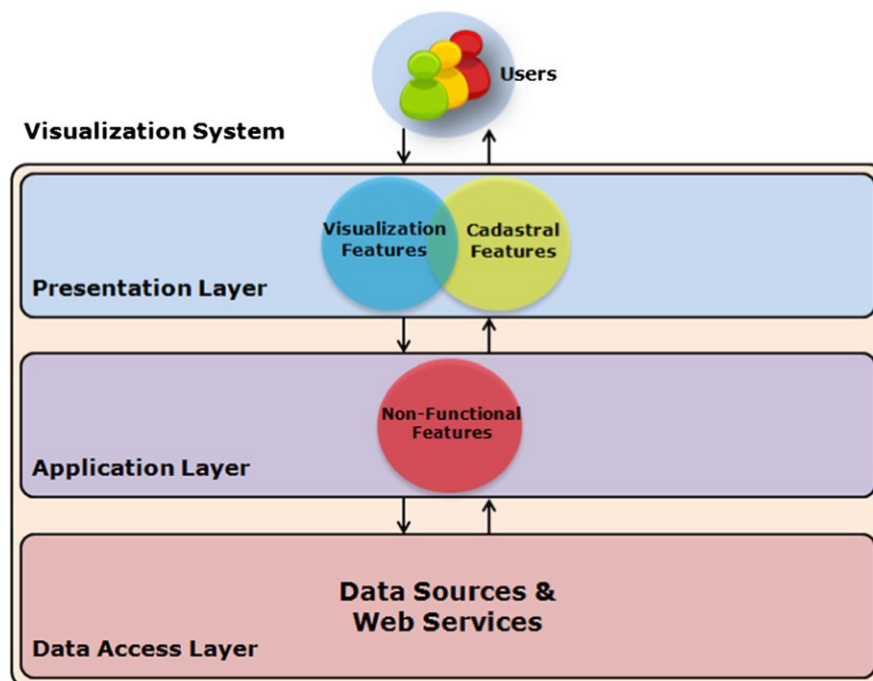 Users
Visualization System
Visualization
Features
Cadastral
Features
Presentation Layer
Non-Functional
Features
Application Layer
Data Sources &
Web Services
Data Access Layer